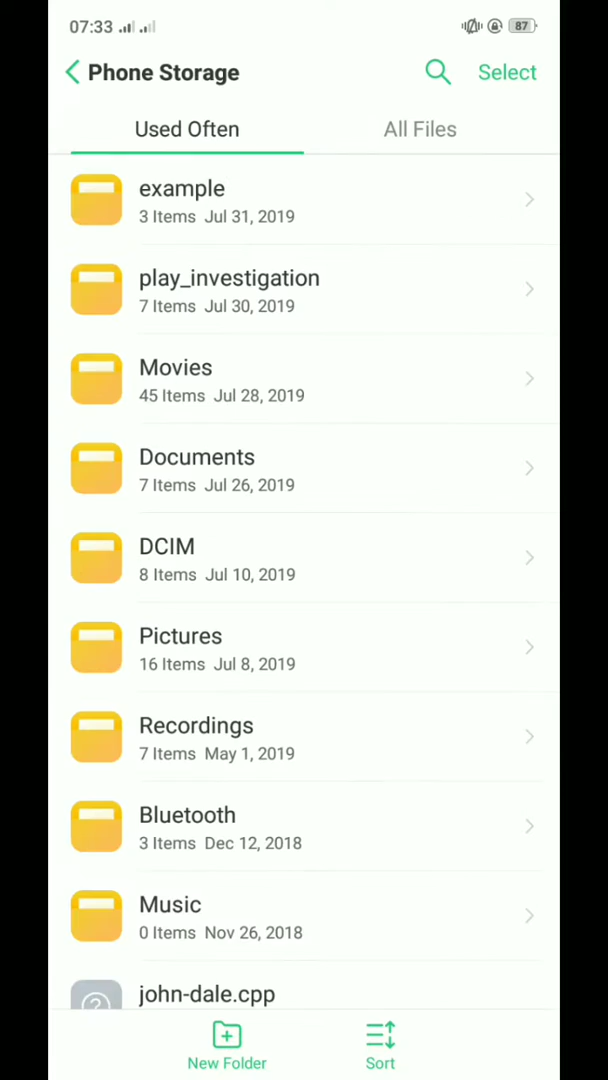 07:33 87
Phone Storage Select
Used Often All Files
example
3 Items Jul 31, 2019
play_investigation
7 Items Jul 30, 2019
Movies
45 Items Jul 28, 2019
Documents
7 Items Jul 26, 2019
DCIM
8 Items Jul 10, 2019
Pictures
16 Items Jul 8, 2019
Recordings
7 Items May 1, 2019
Bluetooth
3 Items Dec 12, 2018
Music
0 Items Nov 26, 2018
john-dale.cpp
New Folder Sort